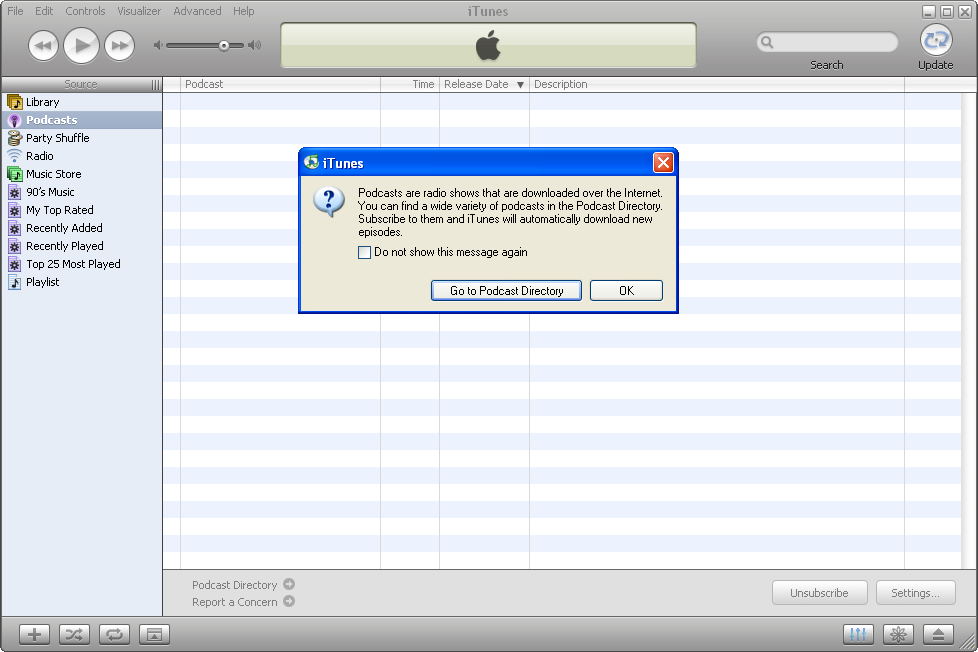 iTunes
File Edit Controls Visualizer Advanced Help
Search
Update
Source
Podcast Time Release Date Description
Library
Podcasts
Party Shuffle
Radio
Music Store
90's Music
My Top Rated
Recently Added
Recently Played
Top 25 Most Played
Playlist
iTunes
?
Podcasts are radio shows that are downloaded over the Internet.
You can find a wide variety of podcasts in the Podcast Directory.
Subscribe to them and iTunes will automatically download new
episodes.
Do not show this message again
Go to Podcast Directory OK
Podcast Directory
Report a Concern
Unsubscribe Settings...